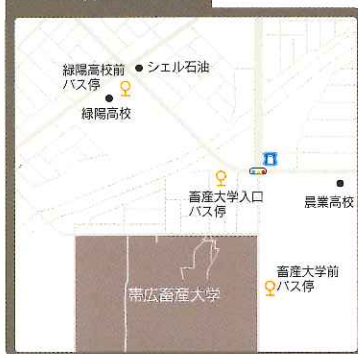 シェル石油
緑陽高校前
バス停
緑陽高校
畜産大学入口
バス停
晨業高校
帯広畜産大学
畜産大学前
バス停